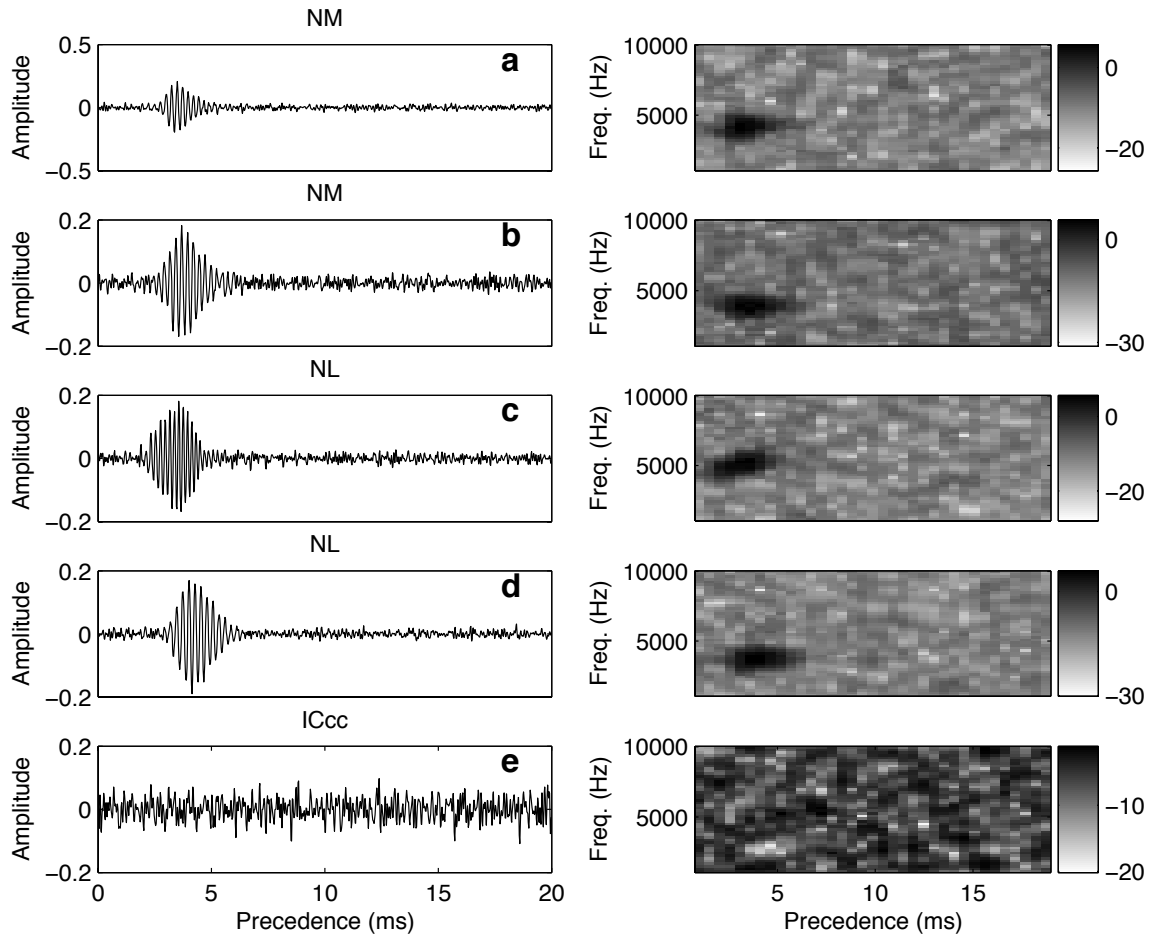 NM
0.5
0
−0.5
Amplitude
a
10000
5000
Freq. (Hz)
0
−20
NM
0.2
0
−0.2
Amplitude
b
10000
5000
Freq. (Hz)
0
−30
NL
0.2
0
−0.2
Amplitude
c
10000
5000
Freq. (Hz)
0
−20
NL
0.2
0
−0.2
Amplitude
d
10000
5000
Freq. (Hz)
0
−30
ICcc
0.2
0
−0.2
Amplitude
e
0 5 10 15 20
Precedence (ms)
10000
5000
Freq. (Hz)
5 10 15
Precedence (ms)
−10
−20